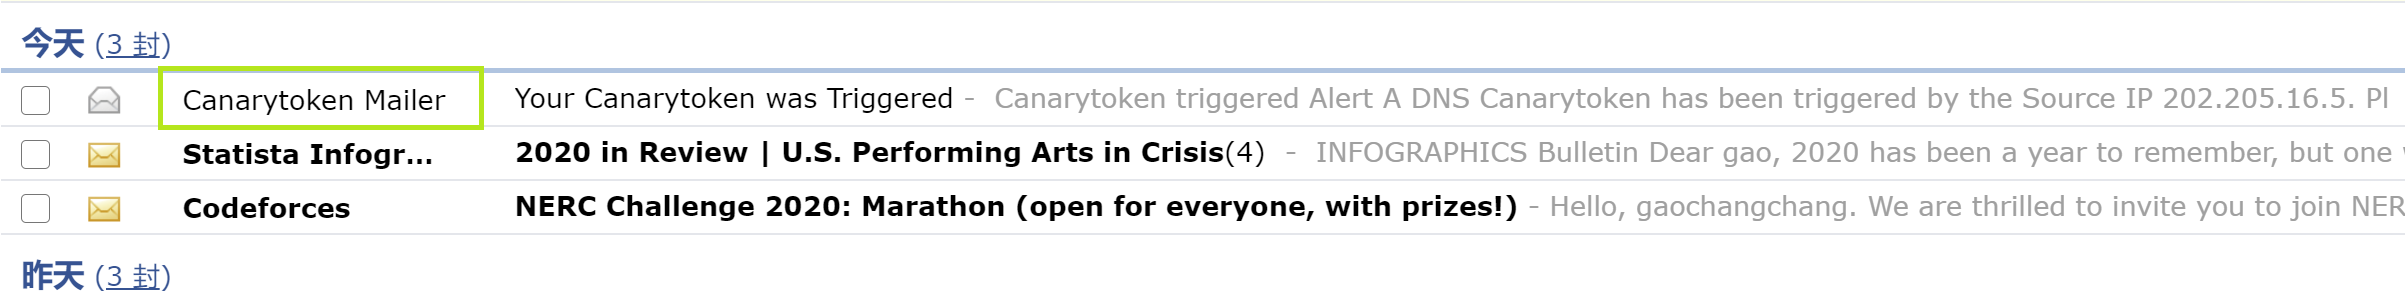 今天 (3 封)
Canarytoken Mailer Your Canarytoken was Triggered - Canarytoken triggered Alert A DNS Canarytoken has been triggered by the Source IP 202.205.16.5. Pl
Statista Infogr... 2020 in Review | U.S. Performing Arts in Crisis(4) - INFOGRAPHICS Bulletin Dear gao, 2020 has been a year to remember, but one
Codeforces NERC Challenge 2020: Marathon (open for everyone, with prizes!) - Hello, gaochangchang. We are thrilled to invite you to join NER
昨天 (3 封)